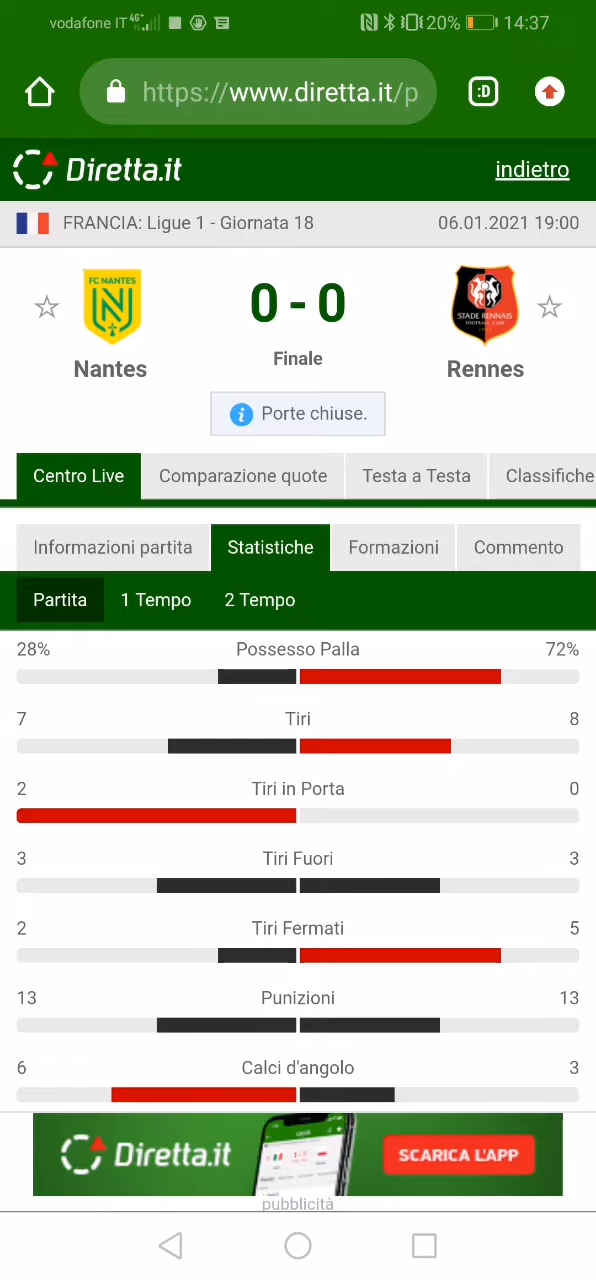 vodafone IT 4G+ 20% 14:37
https://www.diretta.it/p
:D
Diretta.it indietro
FRANCIA: Ligue 1 - Giornata 18 06.01.2021 19:00
FC NANTES
N
STADE RENNAIS
FOOTBALL CLUB
0 - 0
Finale
Nantes Rennes
i Porte chiuse.
Centro Live Comparazione quote Testa a Testa Classifiche
Informazioni partita Statistiche Formazioni Commento
Partita 1 Tempo 2 Tempo
28% Possesso Palla 72%
7 Tiri 8
2 Tiri in Porta 0
3 Tiri Fuori 3
2 Tiri Fermati 5
13 Punizioni 13
6 Calci d'angolo 3
Diretta.it SCARICA L'APP
pubblicità